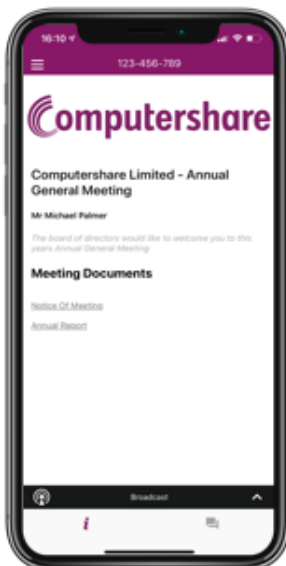 16:10
123-456-789
Computershare
Computershare Limited - Annual
General Meeting
Mr Michael Palmer
The board of directors would like to welcome you to this
years Annual General Meeting
Meeting Documents
Notice Of Meeting
Annual Report
Broadcast
i